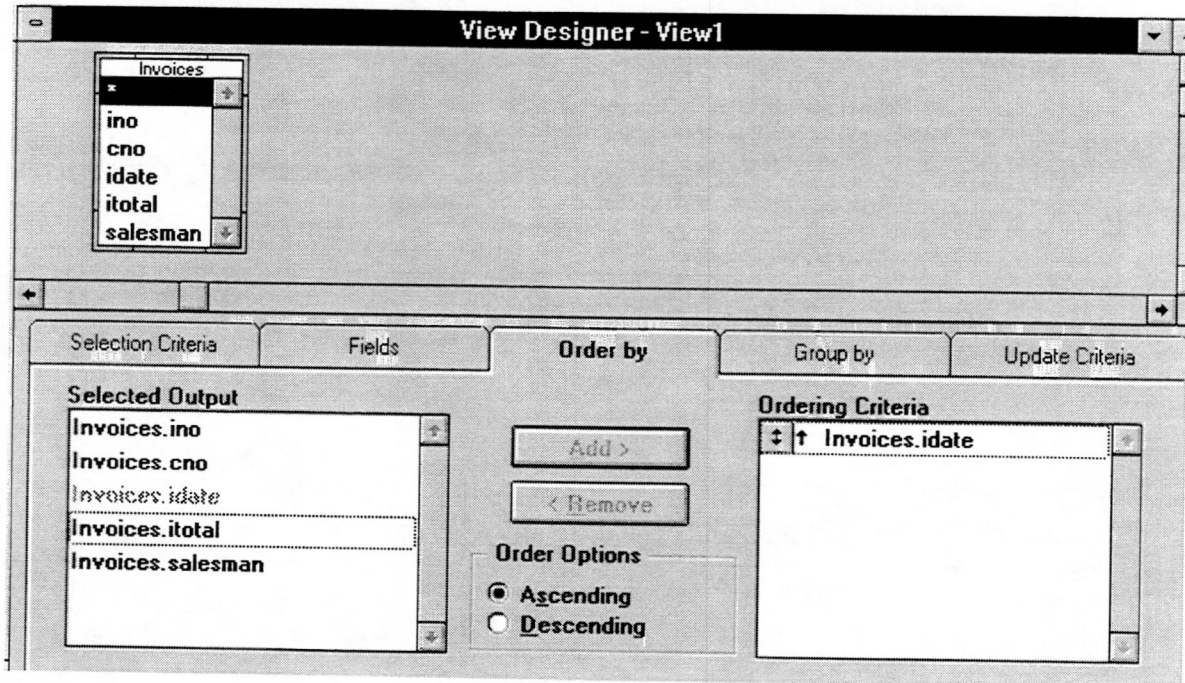 View Designer - View1
Invoices
*
ino
cno
idate
itotal
salesman
Selection Criteria
Fields
Order by
Group by
Update Criteria
Selected Output
Invoices.ino
Invoices.cno
Invoices.idate
Invoices.itotal
Invoices.salesman
Add >
< Remove
Order Options
Ascending
Descending
Ordering Criteria
Invoices.idate